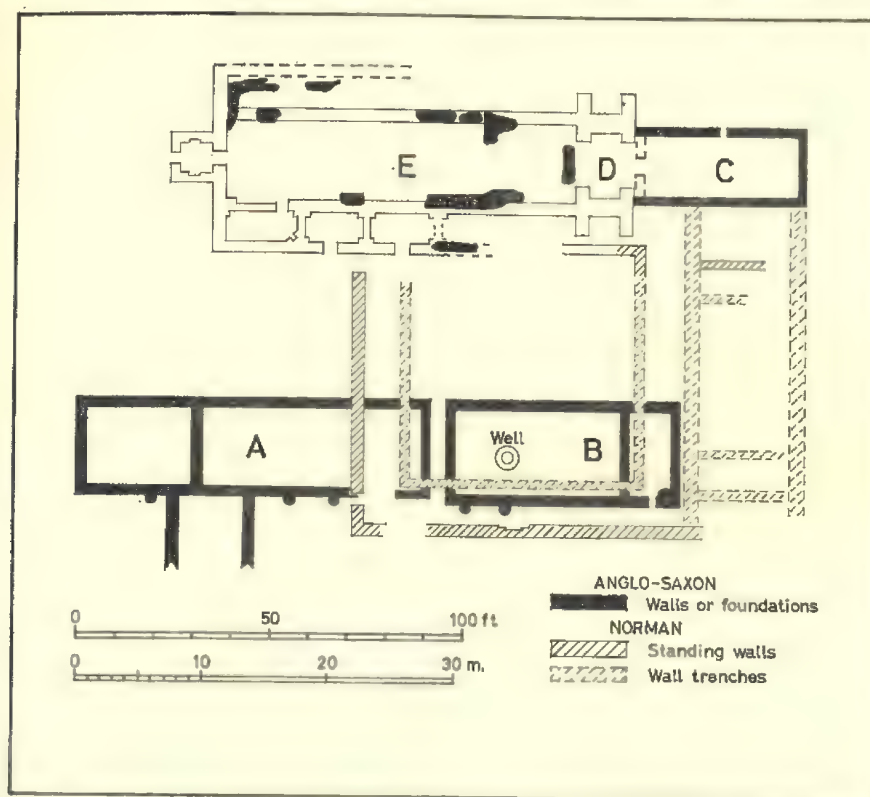 E
D
C
A
Well
B
0 50 100 ft.
0 10 20 30 m.
ANGLO-SAXON
Walls or foundations
NORMAN
Standing walls
Wall trenches